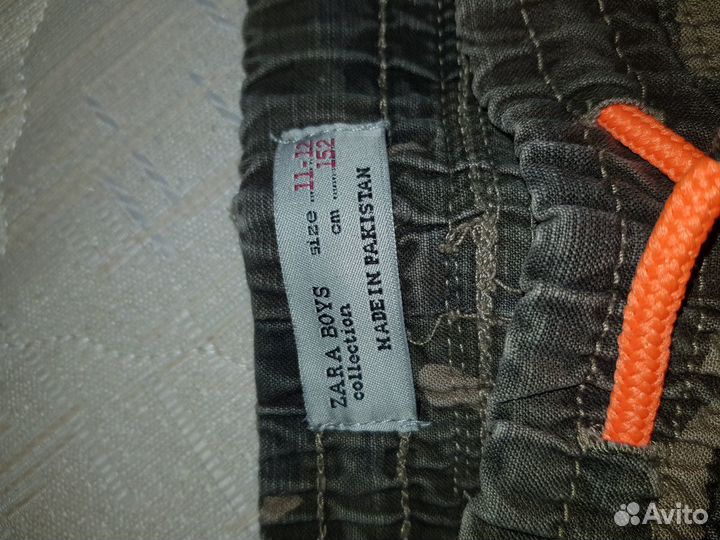 ZARA BOYS size 11-12
collection cm 152
MADE IN PAKISTAN
Avito